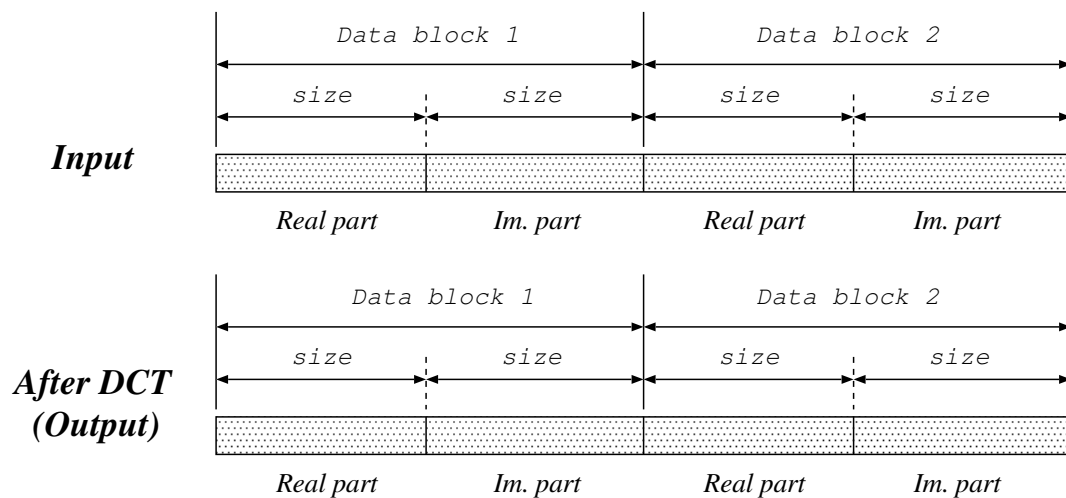 Data block 1 Data block 2
size size size size
Input
Real part Im. part Real part Im. part
Data block 1 Data block 2
size size size size
After DCT
(Output)
Real part Im. part Real part Im. part